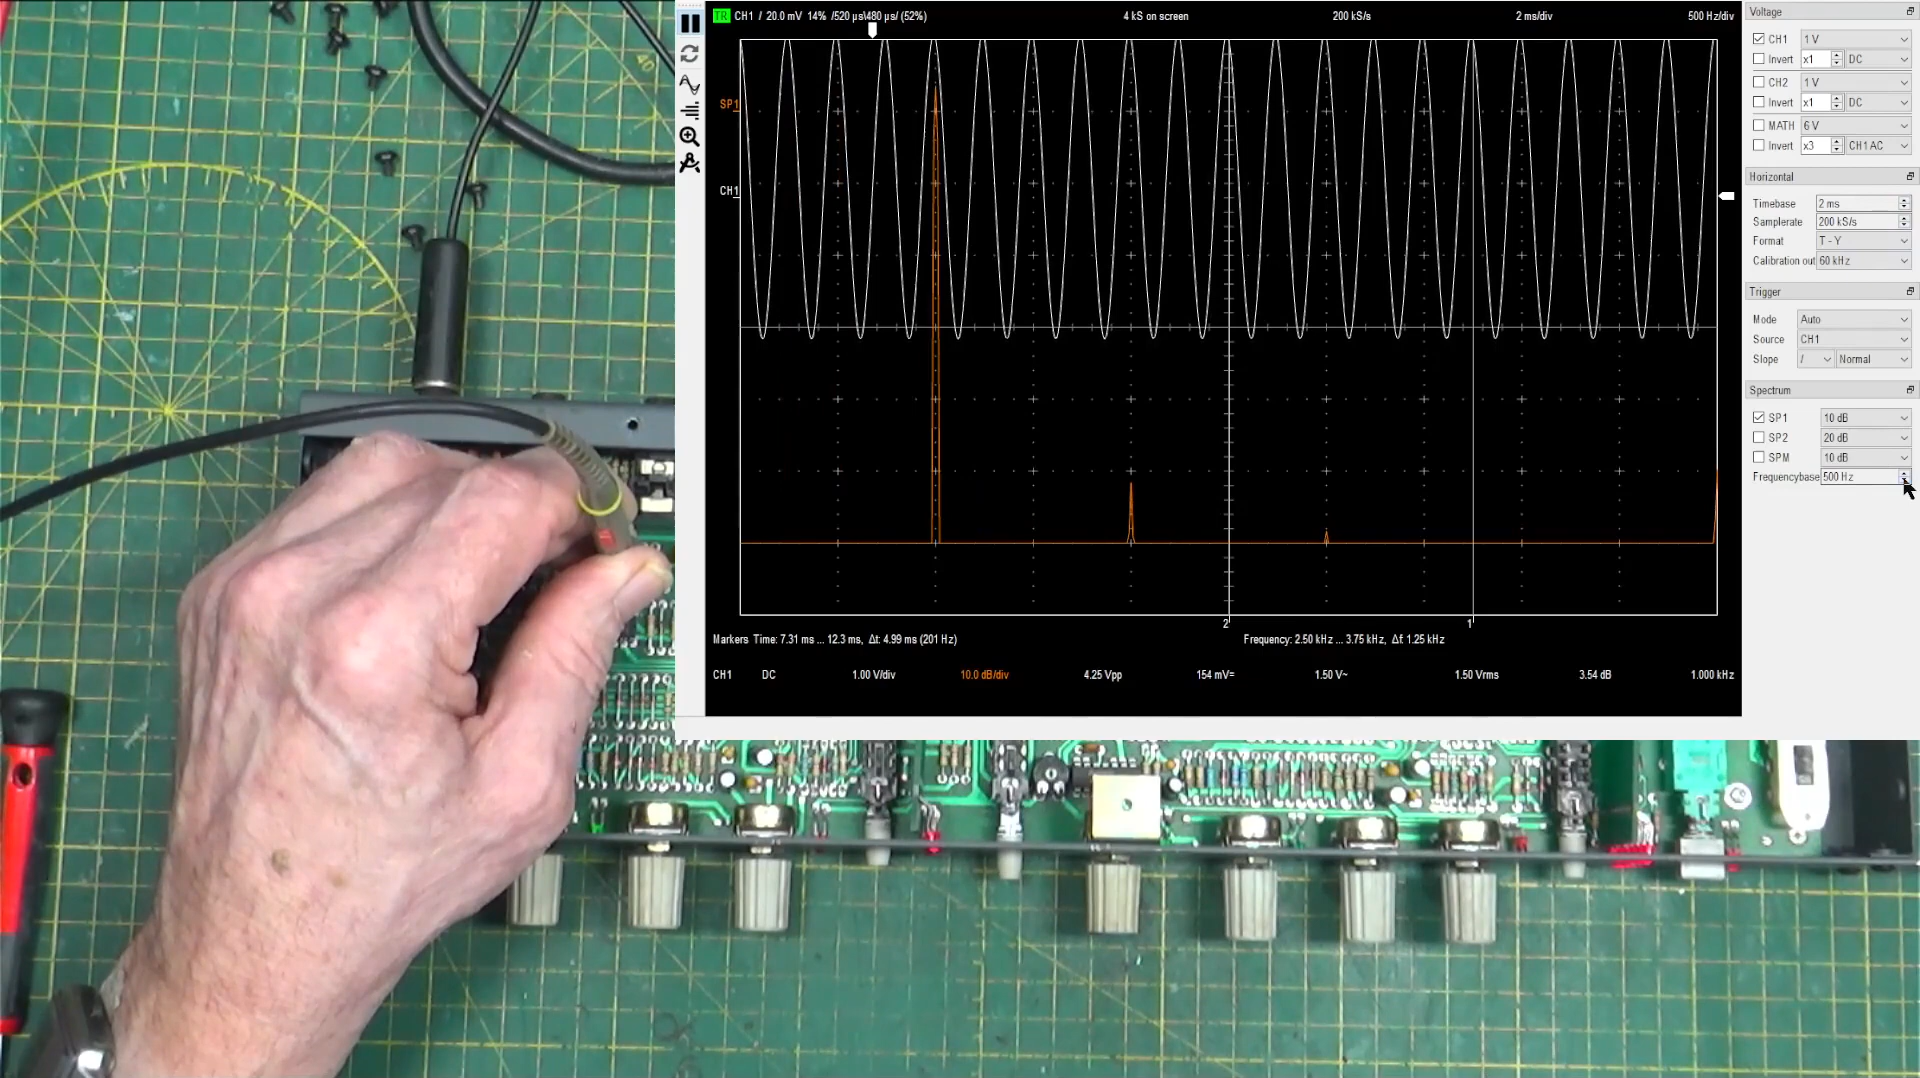 TR CH1 / 20.0 mV 14% /520 µs\480 µs/ (52%) 4 kS on screen 200 kS/s 2 ms/div 500 Hz/div
SP1
CH1
2 1
Markers Time: 7.31 ms ... 12.3 ms, Δt: 4.99 ms (201 Hz) Frequency: 2.50 kHz ... 3.75 kHz, Δf: 1.25 kHz
CH1 DC 1.00 V/div 10.0 dB/div 4.25 Vpp 154 mV= 1.50 V~ 1.50 Vrms 3.54 dB 1.000 kHz
Voltage
CH1 1 V
Invert x1 DC
CH2 1 V
Invert x1 DC
MATH 6 V
Invert x3 CH1 AC
Horizontal
Timebase 2 ms
Samplerate 200 kS/s
Format T - Y
Calibration out 60 kHz
Trigger
Mode Auto
Source CH1
Slope / Normal
Spectrum
SP1 10 dB
SP2 20 dB
SPM 10 dB
Frequencybase 500 Hz
40